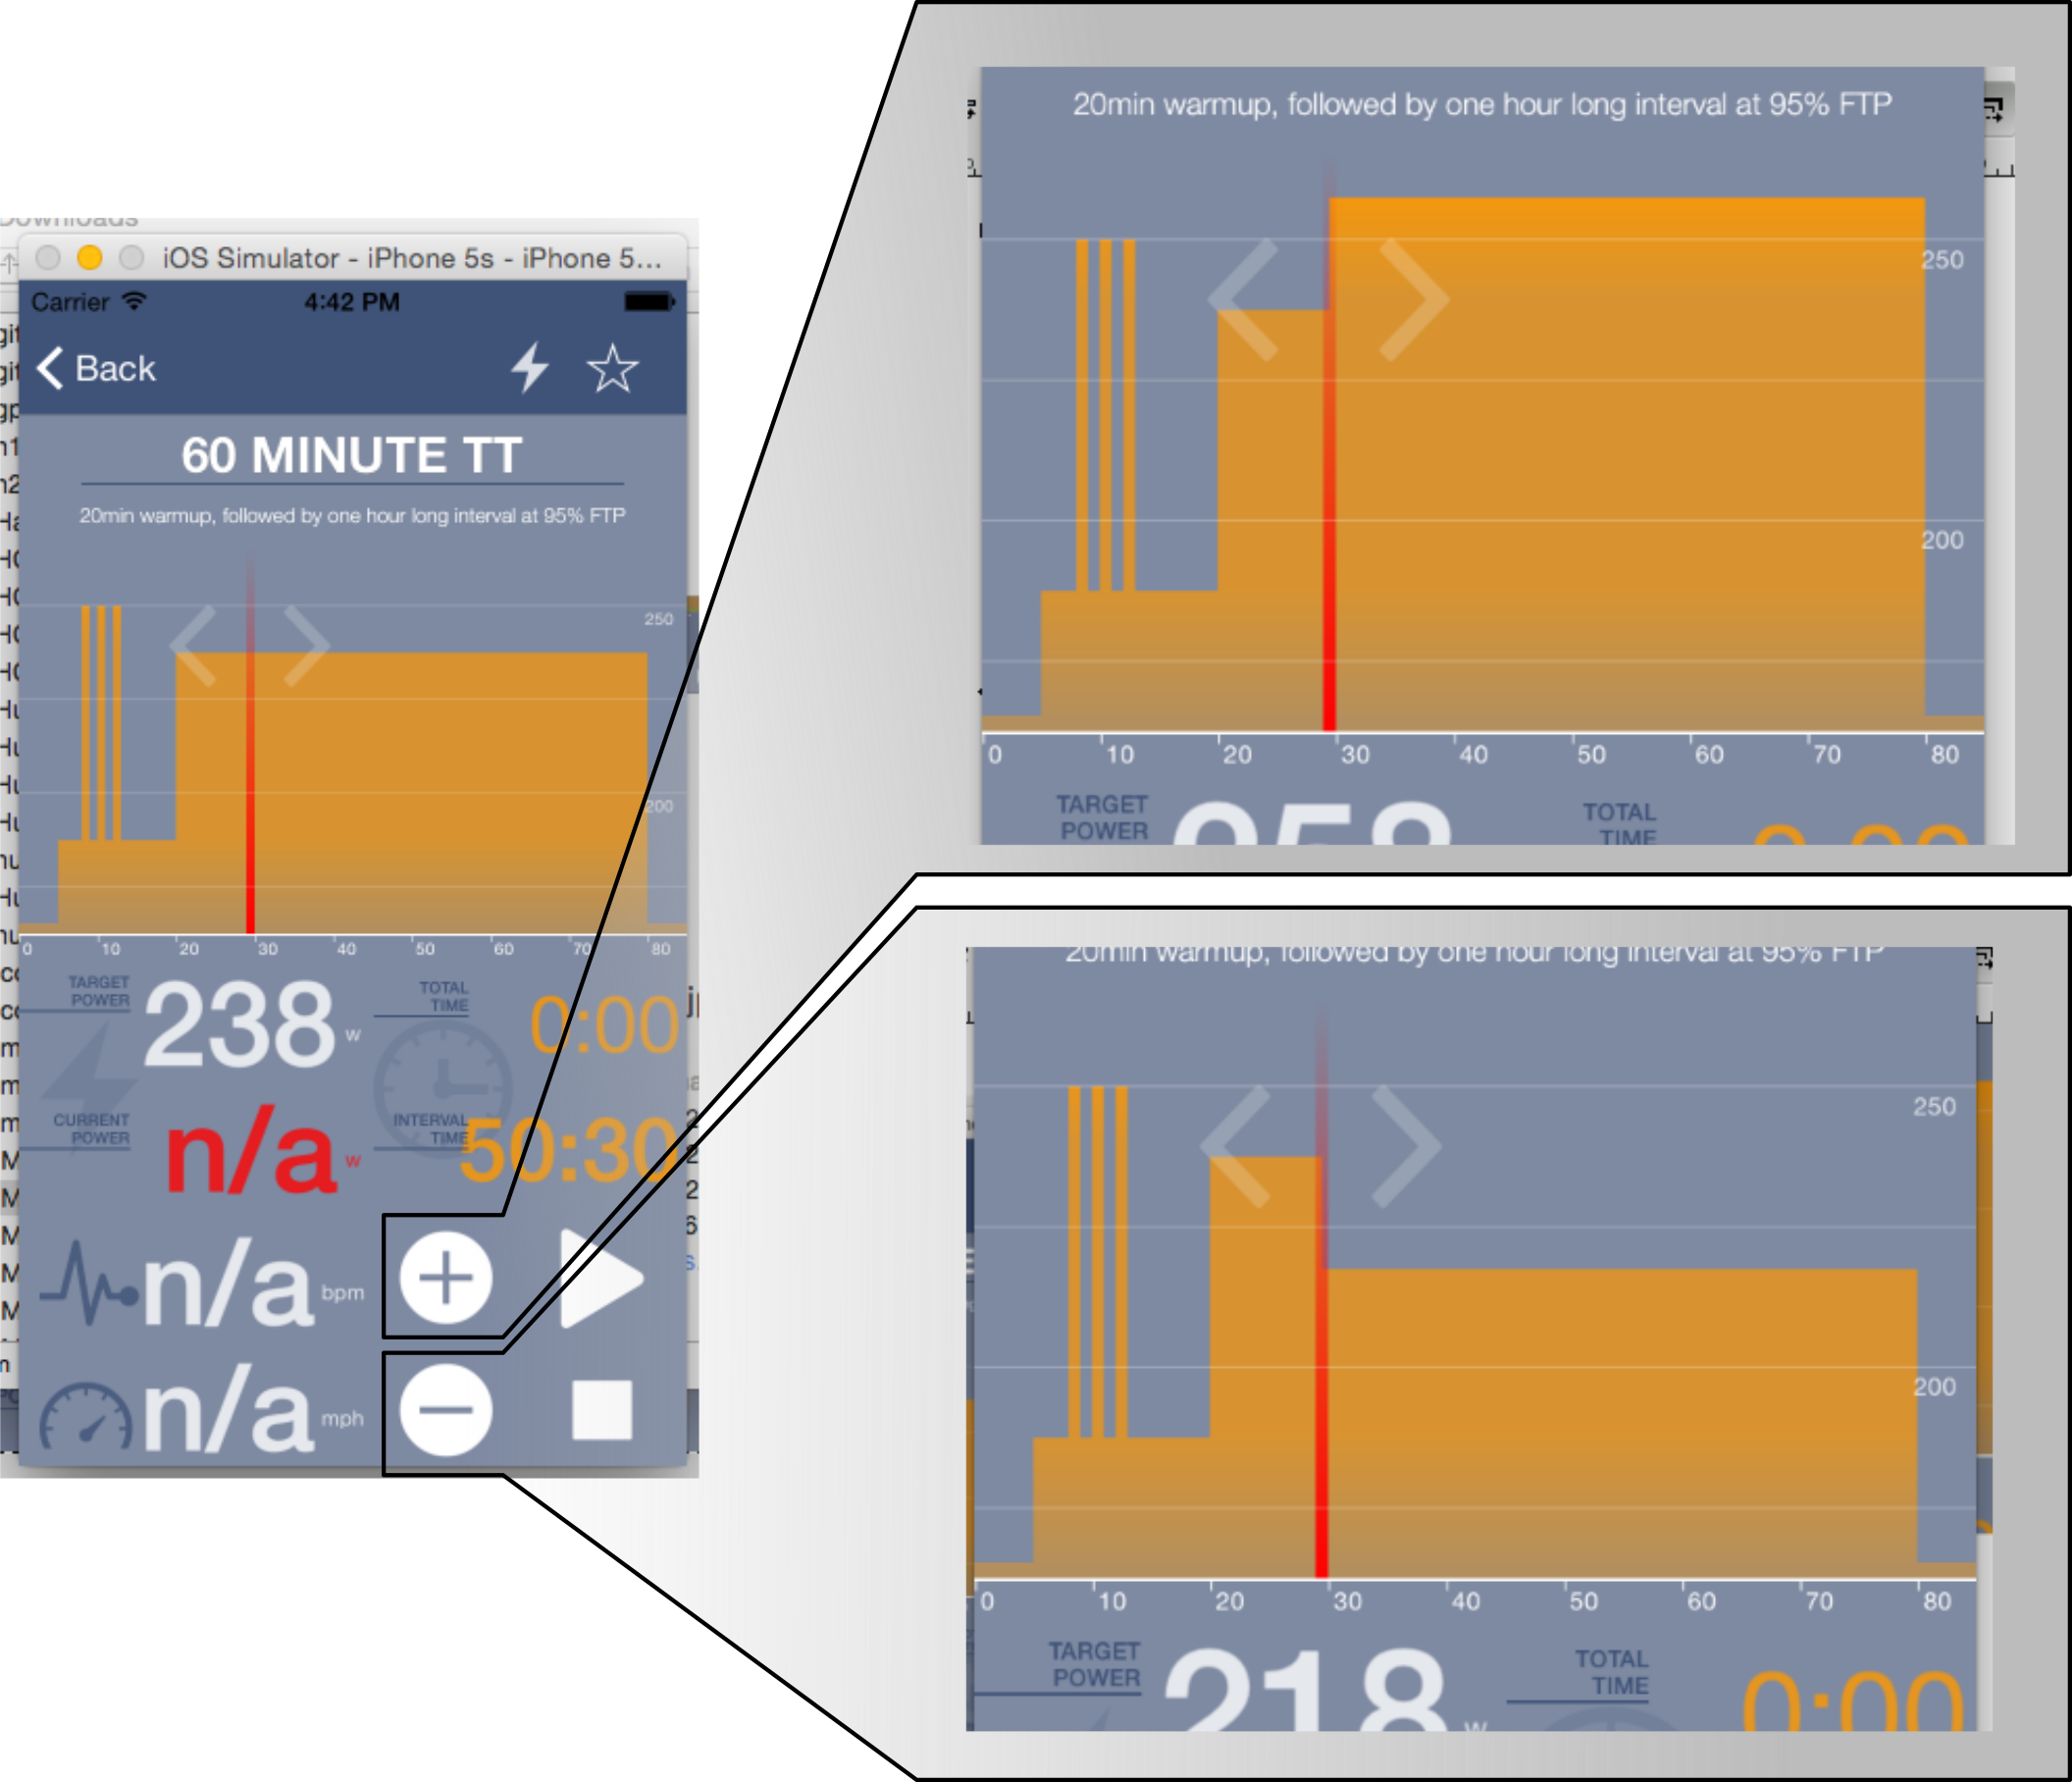 Downloads
iOS Simulator - iPhone 5s - iPhone 5...
Carrier 4:42 PM
Back
60 MINUTE TT
20min warmup, followed by one hour long interval at 95% FTP
250
200
0 10 20 30 40 50 60 70 80
TARGET
POWER
238 w
TOTAL
TIME
0:00
CURRENT
POWER
n/a w
INTERVAL
TIME
50:30
n/a bpm
n/a mph
20min warmup, followed by one hour long interval at 95% FTP
250
200
0 10 20 30 40 50 60 70 80
TARGET
POWER
258
TOTAL
TIME
0:00
20min warmup, followed by one hour long interval at 95% FTP
250
200
0 10 20 30 40 50 60 70 80
TARGET
POWER
218 w
TOTAL
TIME
0:00